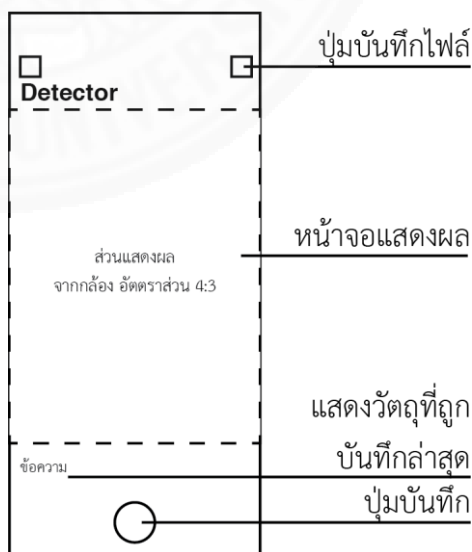 ปุ่มบันทึกไฟล์
Detector
หน้าจอแสดงผล
ส่วนแสดงผล
จากกล้อง อัตตราส่วน 4:3
แสดงวัตถุที่ถูก
บันทึกล่าสุด
ข้อความ
ปุ่มบันทึก